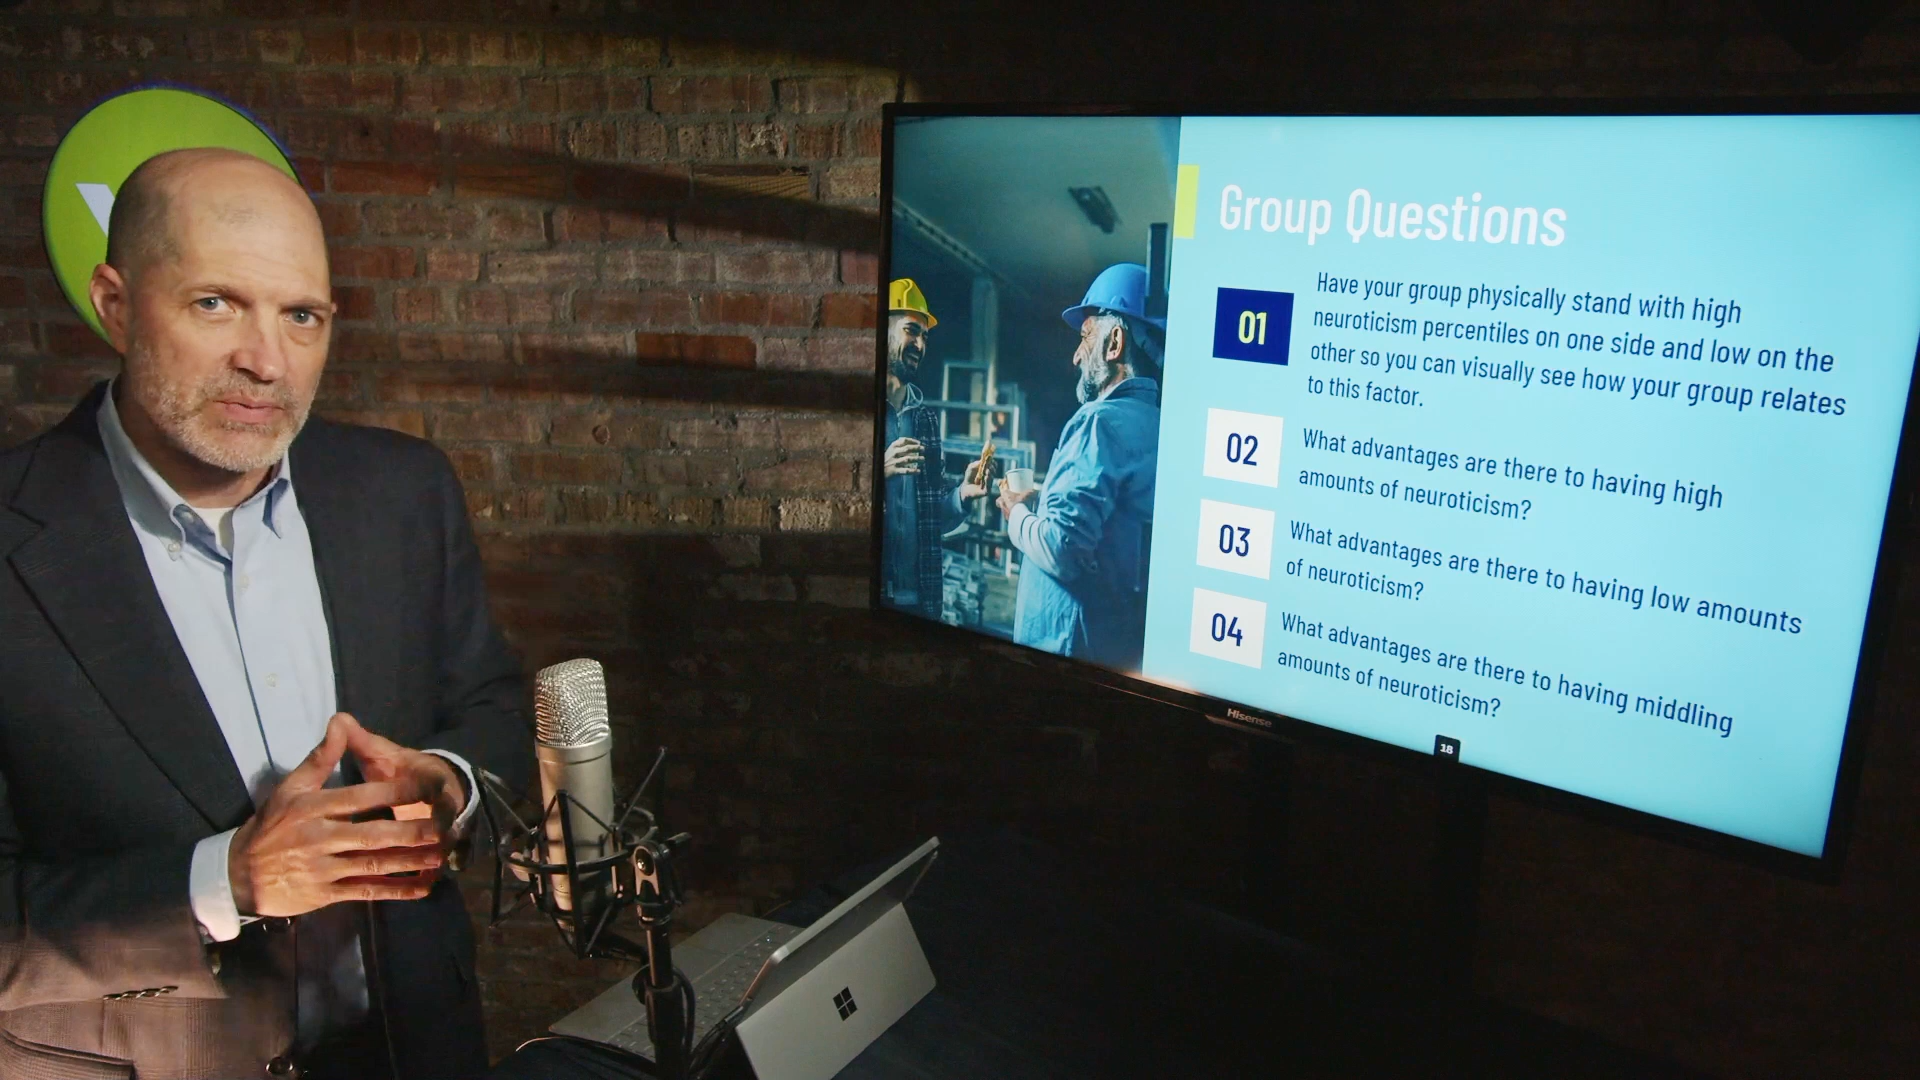 Group Questions
01
Have your group physically stand with high
neuroticism percentiles on one side and low on the
other so you can visually see how your group relates
to this factor.
02
What advantages are there to having high
amounts of neuroticism?
03
What advantages are there to having low amounts
of neuroticism?
04
What advantages are there to having middling
amounts of neuroticism?
Hisense
18